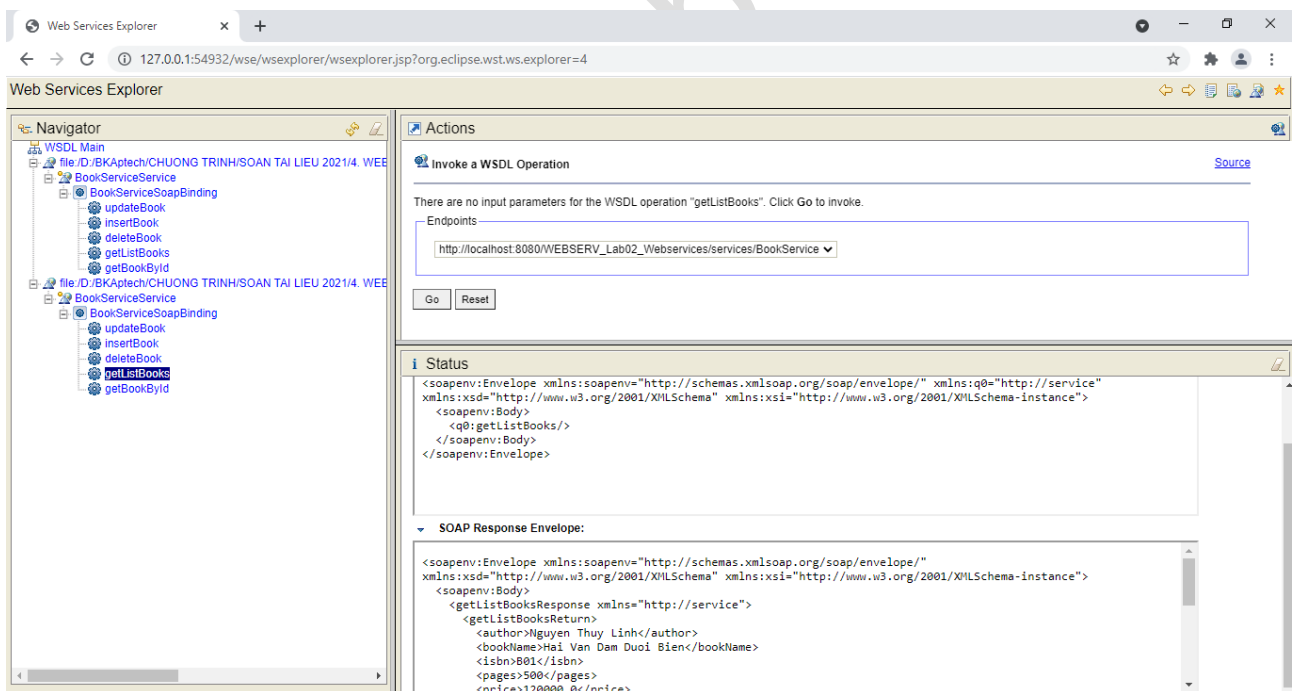 Web Services Explorer
127.0.0.1:54932/wse/wsexplorer/wsexplorer.jsp?org.eclipse.wst.ws.explorer=4
Web Services Explorer
Navigator
WSDL Main
file:/D:/BKAptech/CHUONG TRINH/SOAN TAI LIEU 2021/4. WEE
BookServiceService
BookServiceSoapBinding
updateBook
insertBook
deleteBook
getListBooks
getBookById
file:/D:/BKAptech/CHUONG TRINH/SOAN TAI LIEU 2021/4. WEE
BookServiceService
BookServiceSoapBinding
updateBook
insertBook
deleteBook
getListBooks
getBookById
Actions
Invoke a WSDL Operation
Source
There are no input parameters for the WSDL operation "getListBooks". Click Go to invoke.
Endpoints
http://localhost:8080/WEBSERV_Lab02_Webservices/services/BookService
Go Reset
i Status
<soapenv:Envelope xmlns:soapenv="http://schemas.xmlsoap.org/soap/envelope/" xmlns:q0="http://service"
xmlns:xsd="http://www.w3.org/2001/XMLSchema" xmlns:xsi="http://www.w3.org/2001/XMLSchema-instance">
<soapenv:Body>
<q0:getListBooks/>
</soapenv:Body>
</soapenv:Envelope>
SOAP Response Envelope:
<soapenv:Envelope xmlns:soapenv="http://schemas.xmlsoap.org/soap/envelope/"
xmlns:xsd="http://www.w3.org/2001/XMLSchema" xmlns:xsi="http://www.w3.org/2001/XMLSchema-instance">
<soapenv:Body>
<getListBooksResponse xmlns="http://service">
<getListBooksReturn>
<author>Nguyen Thuy Linh</author>
<bookName>Hai Van Dam Duoi Bien</bookName>
<isbn>B01</isbn>
<pages>500</pages>
<price>120000.0</price>